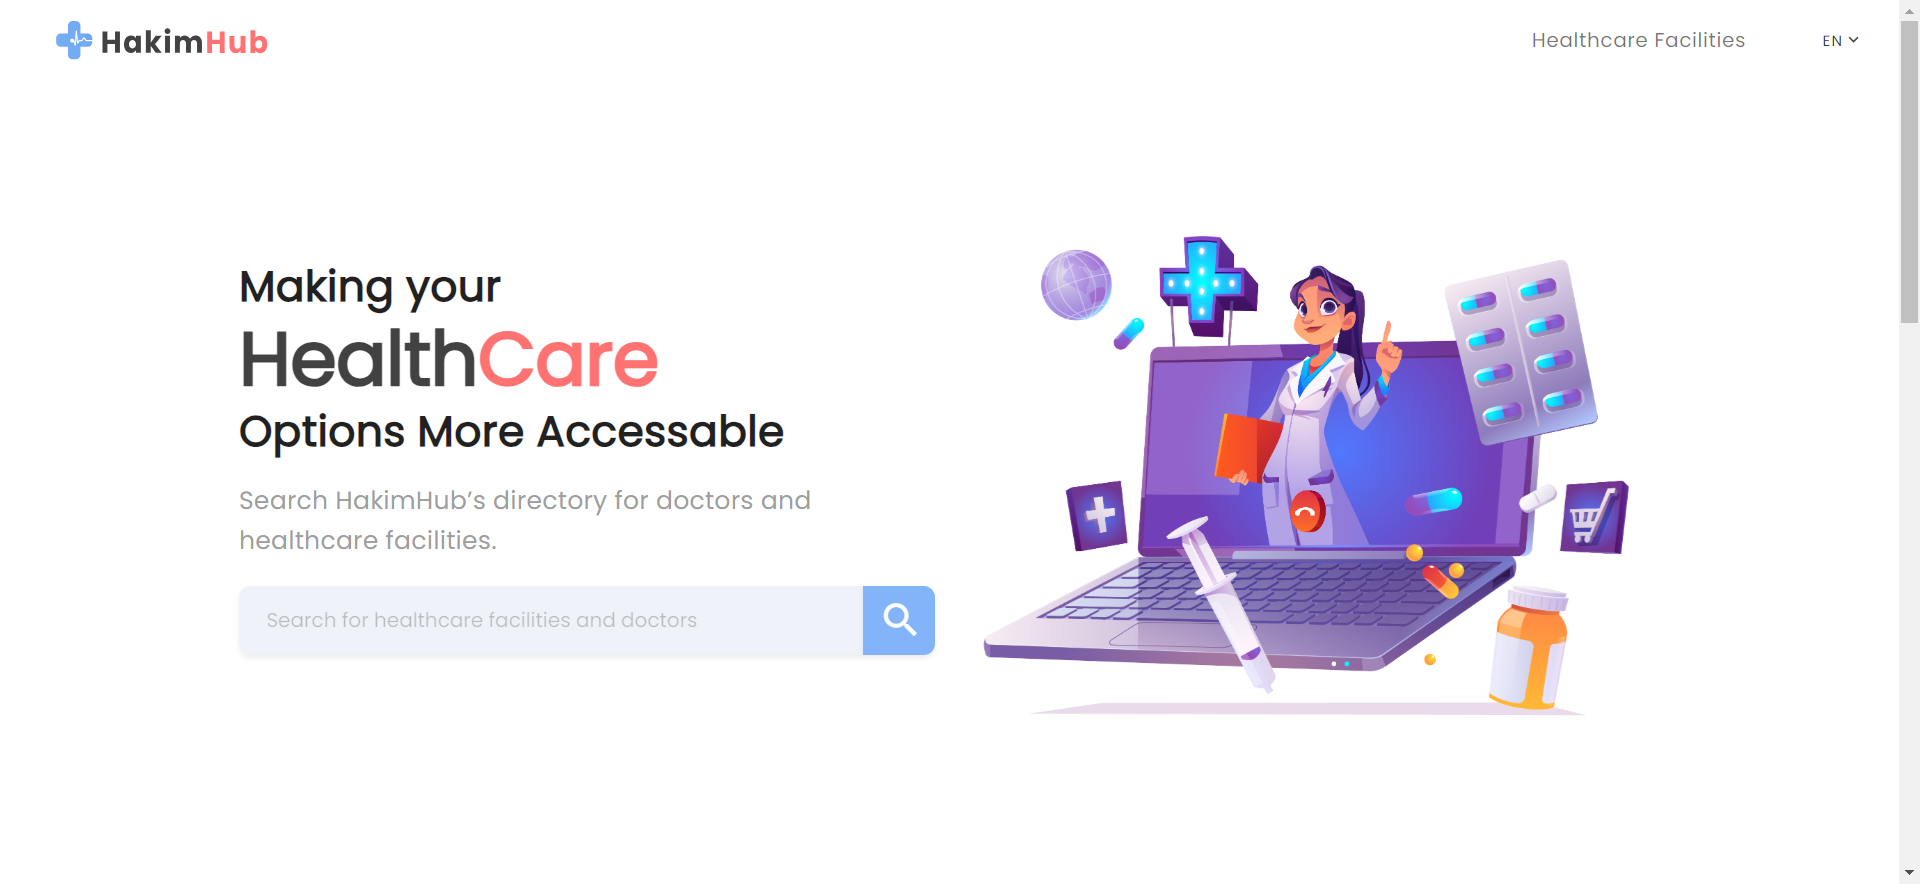 HakimHub
Healthcare Facilities
EN
Making your
HealthCare
Options More Accessable
Search HakimHub’s directory for doctors and
healthcare facilities.
Search for healthcare facilities and doctors